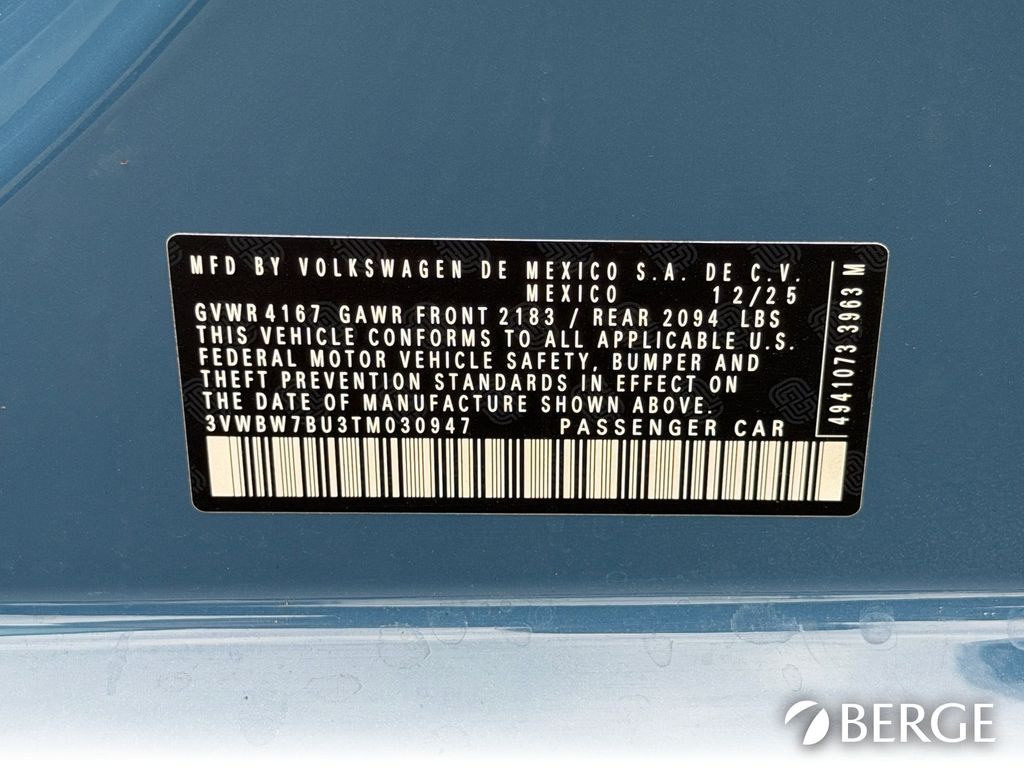 MFD BY VOLKSWAGEN DE MEXICO S.A. DE C.V.
MEXICO 12/25
GVWR 4167 GAWR FRONT 2183 / REAR 2094 LBS
THIS VEHICLE CONFORMS TO ALL APPLICABLE U.S.
FEDERAL MOTOR VEHICLE SAFETY, BUMPER AND
THEFT PREVENTION STANDARDS IN EFFECT ON
THE DATE OF MANUFACTURE SHOWN ABOVE.
3VWBW7BU3TM030947 PASSENGER CAR
4941073 3963 M
BERGE